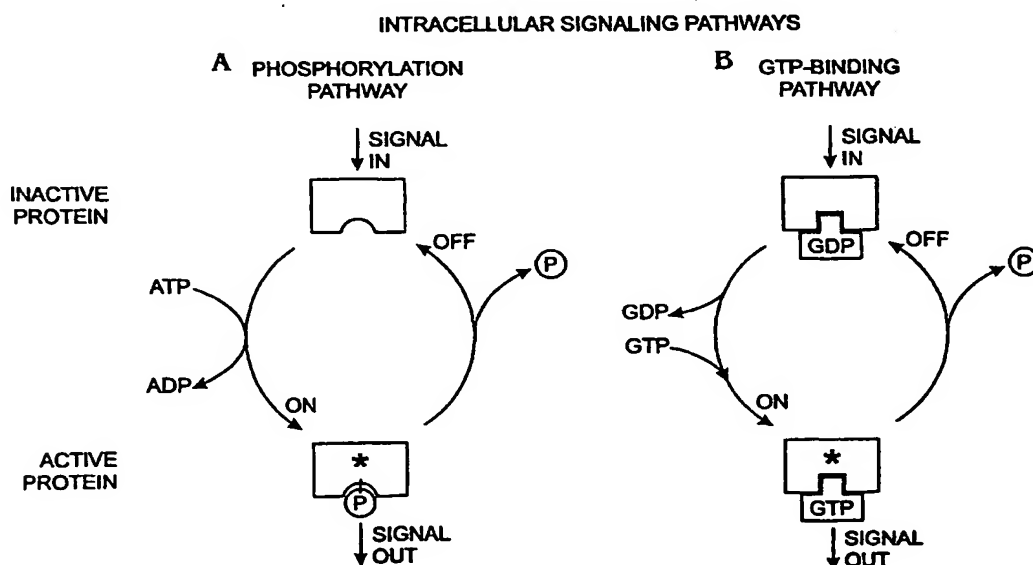 INTRACELLULAR SIGNALING PATHWAYS
A PHOSPHORYLATION
PATHWAY
SIGNAL
IN
INACTIVE
PROTEIN
OFF
P
ATP
ADP
ON
ACTIVE
PROTEIN
*
P
SIGNAL
OUT
B GTP-BINDING
PATHWAY
SIGNAL
IN
GDP
OFF
P
GDP
GTP
ON
*
GTP
SIGNAL
OUT